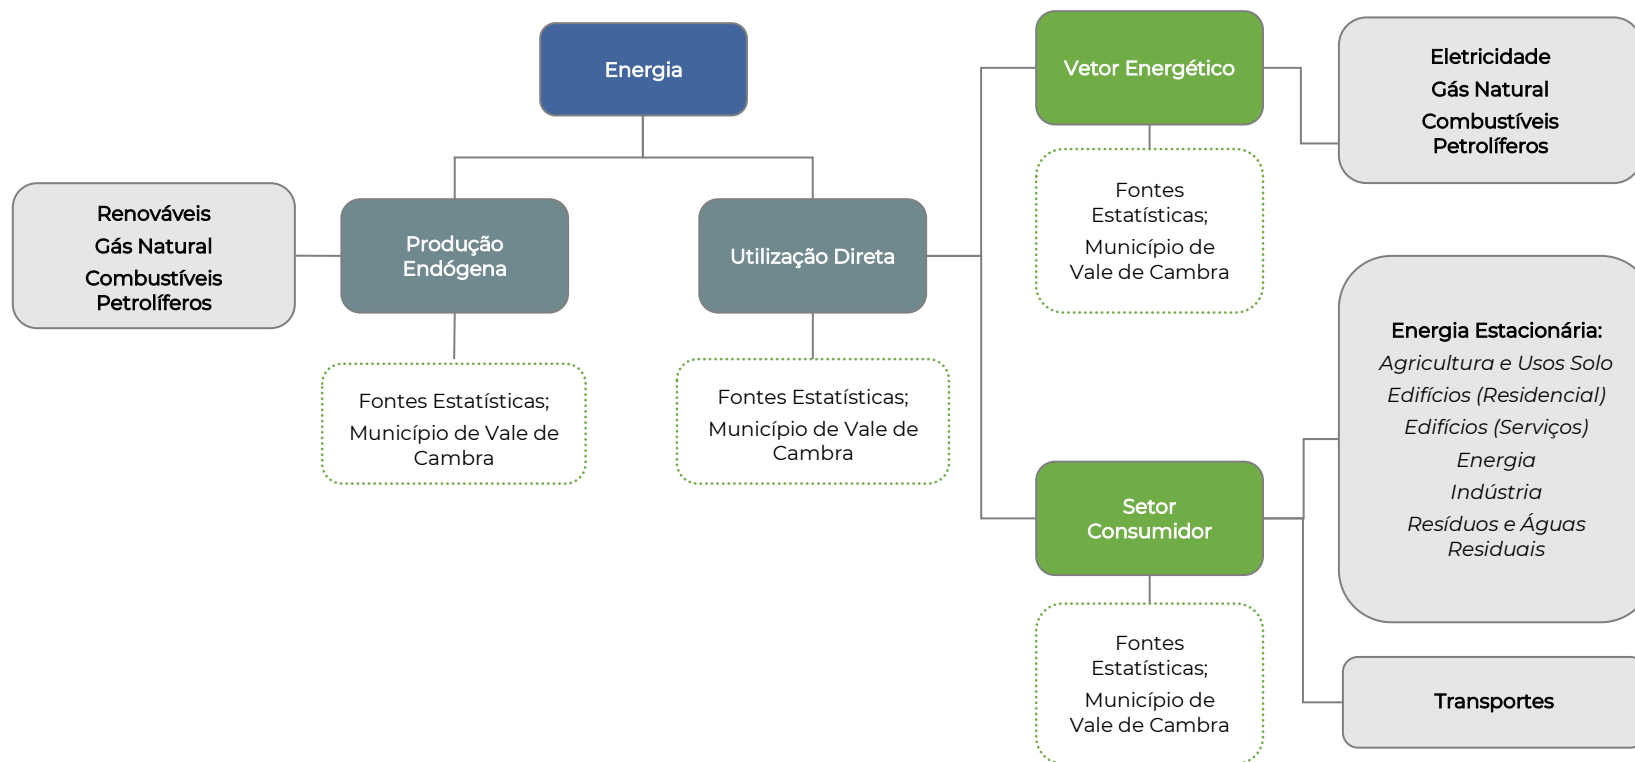 Energia
Vetor Energético
Eletricidade
Gás Natural
Combustíveis
Petrolíferos
Fontes
Estatísticas;
Município de
Vale de Cambra
Renováveis
Gás Natural
Combustíveis
Petrolíferos
Produção
Endógena
Utilização Direta
Fontes Estatísticas;
Município de Vale de
Cambra
Fontes Estatísticas;
Município de Vale de
Cambra
Energia Estacionária:
Agricultura e Usos Solo
Edifícios (Residencial)
Edifícios (Serviços)
Energia
Indústria
Resíduos e Águas
Residuais
Setor
Consumidor
Fontes
Estatísticas;
Município de
Vale de Cambra
Transportes